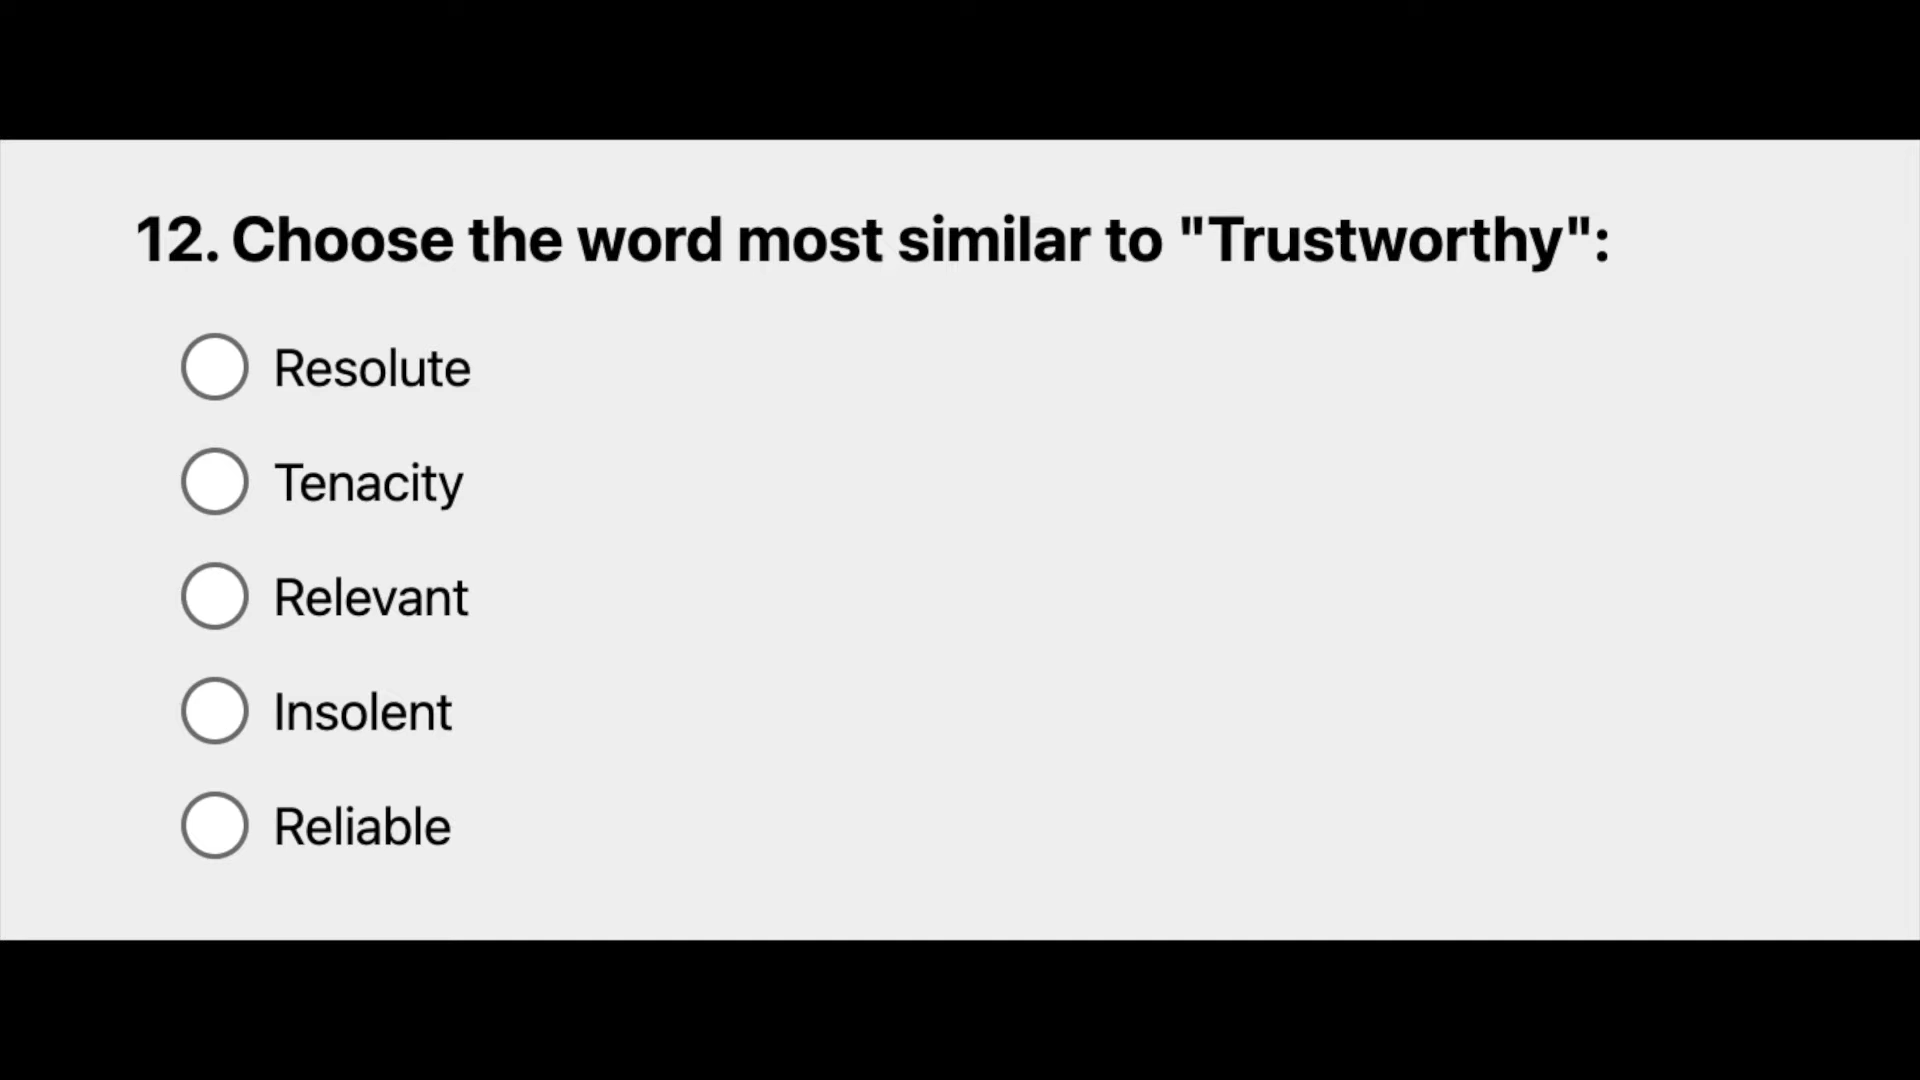 12. Choose the word most similar to "Trustworthy":
Resolute
Tenacity
Relevant
Insolent
Reliable